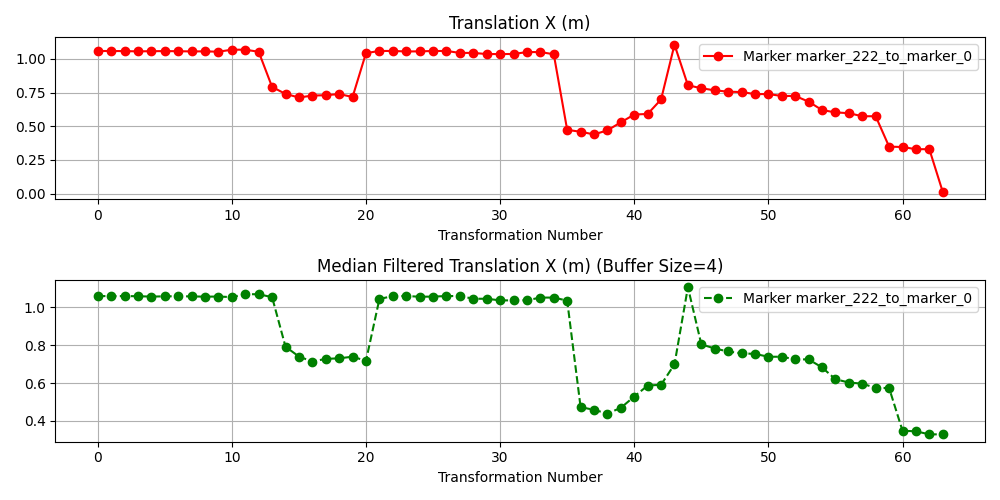 Translation X (m)
1.00
0.75
0.50
0.25
0.00
Marker marker_222_to_marker_0
0 10 20 30 40 50 60
Transformation Number
Median Filtered Translation X (m) (Buffer Size=4)
1.0
0.8
0.6
0.4
Marker marker_222_to_marker_0
0 10 20 30 40 50 60
Transformation Number